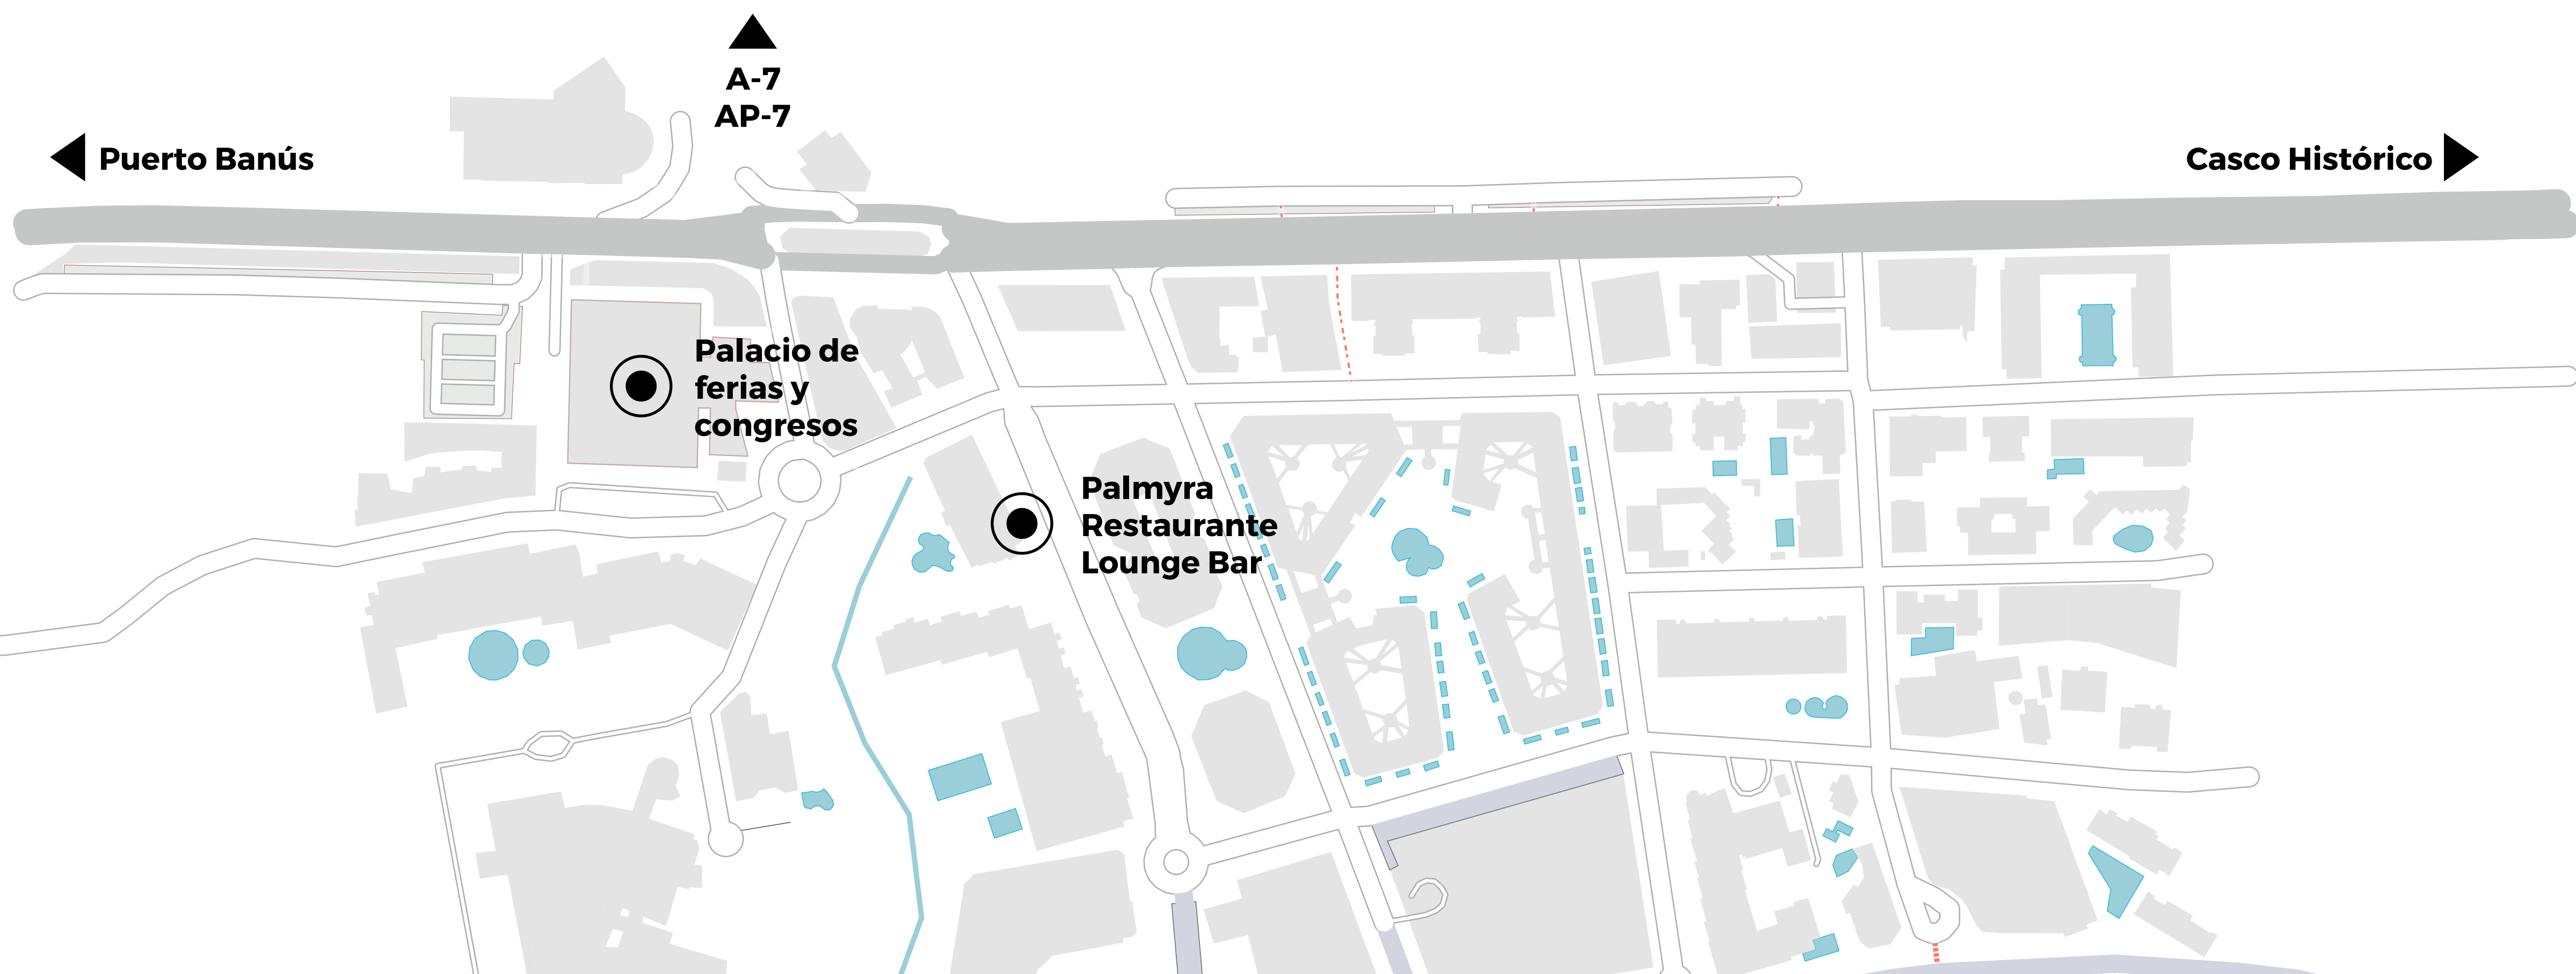 A-7
AP-7
Puerto Banús
Casco Histórico
Palacio de
ferias y
congresos
Palmyra
Restaurante
Lounge Bar